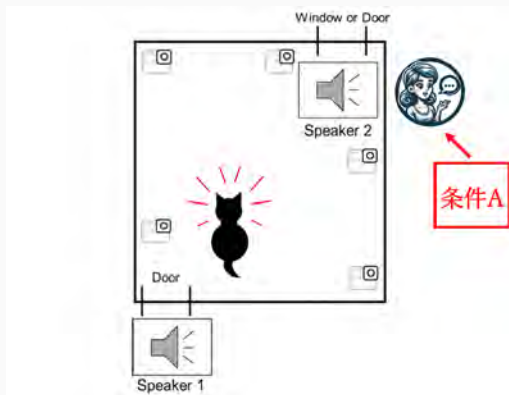 Window or Door
Speaker 2
条件A
Door
Speaker 1